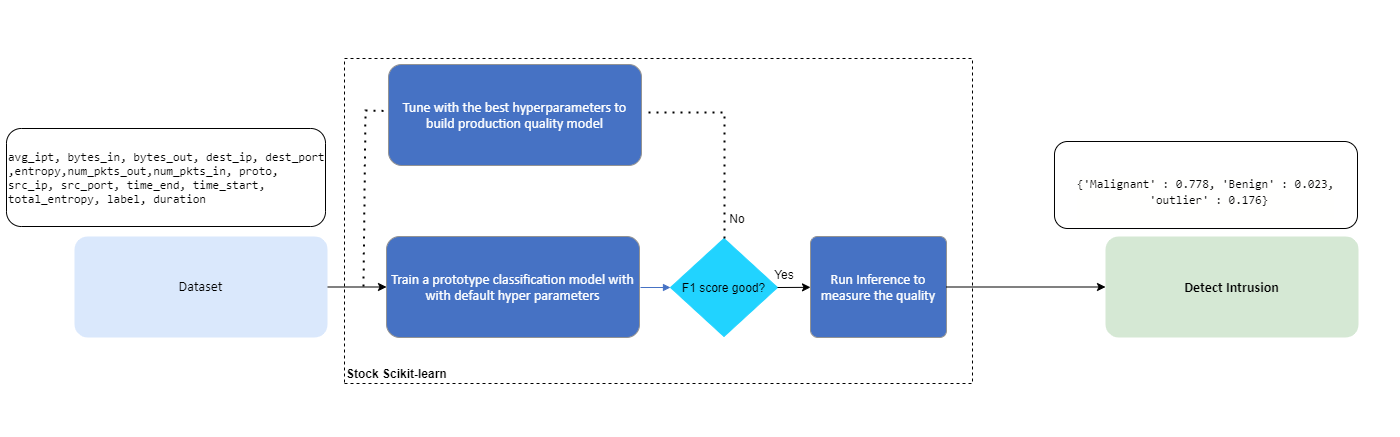 Tune with the best hyperparameters to
build production quality model
avg_ipt, bytes_in, bytes_out, dest_ip, dest_port
,entropy,num_pkts_out,num_pkts_in, proto,
src_ip, src_port, time_end, time_start,
total_entropy, label, duration
{'Malignant' : 0.778, 'Benign' : 0.023,
'outlier' : 0.176}
No
Dataset
Train a prototype classification model with
with default hyper parameters
F1 score good?
Yes
Run Inference to
measure the quality
Detect Intrusion
Stock Scikit-learn